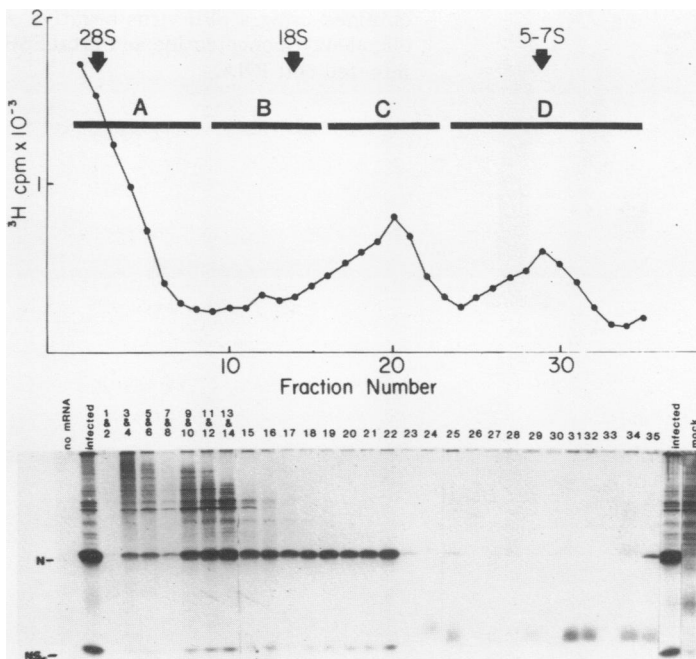 2
28S 18S 5-7S
A B C D
³H cpm x 10⁻³
1
10 20 30
Fraction Number
no mRNA
infected
1 & 2
3 & 4
5 & 6
7 & 8
9 & 10
11 & 12
13 & 14
15 16 17 18 19 20 21 22 23 24 25 26 27 28 29 30 31 32 33 34 35
infected
mock
N-